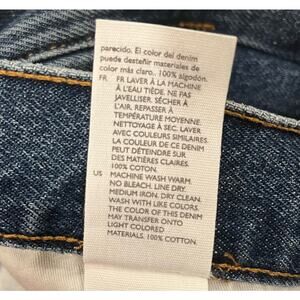 parecido. El color del denim
puede desteñir materiales de
color más claro. 100% algodón.
FR FR LAVER À LA MACHINE
À L'EAU TIÈDE. NE PAS
JAVELLISER. SÉCHER À
L'AIR. REPASSER À
TEMPÉRATURE MOYENNE.
NETTOYAGE À SEC. LAVER
AVEC COULEURS SIMILAIRES.
LA COULEUR DE CE DENIM
PEUT DÉTEINDRE SUR
DES MATIÈRES CLAIRES.
100% COTON.
US MACHINE WASH WARM.
NO BLEACH. LINE DRY.
MEDIUM IRON. DRY CLEAN.
WASH WITH LIKE COLORS.
THE COLOR OF THIS DENIM
MAY TRANSFER ONTO
LIGHT COLORED
MATERIALS. 100% COTTON.